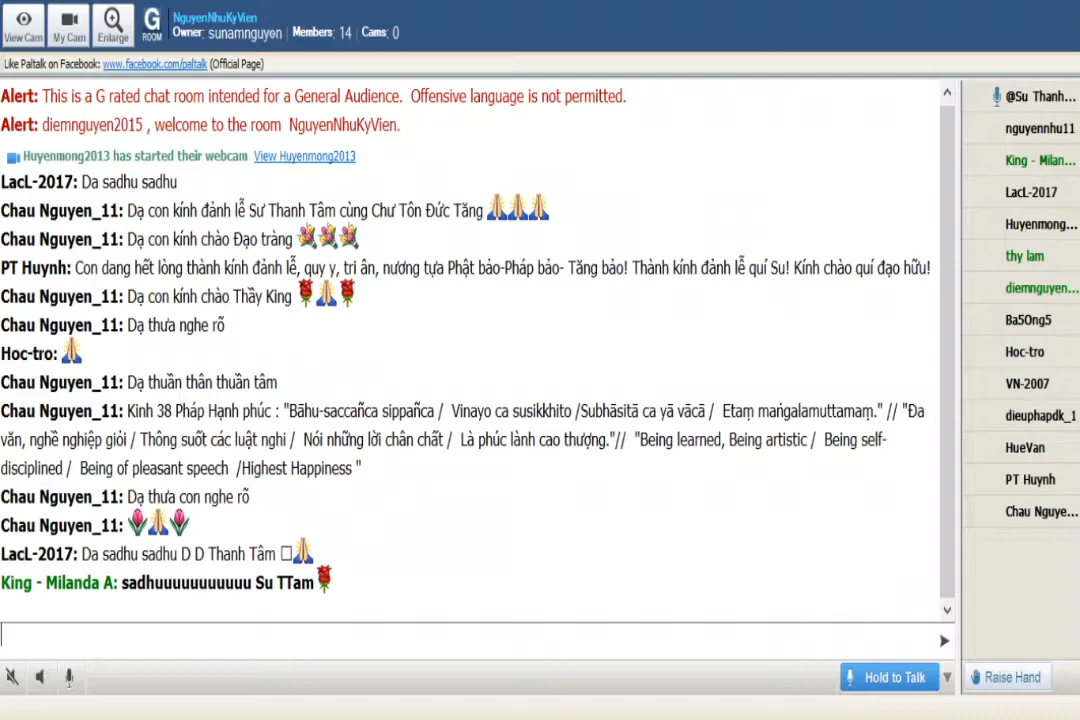 View Cam
My Cam
Enlarge
G
ROOM
NguyenNhuKyVien
Owner: sunamnguyen | Members: 14 | Cams: 0
Like Paltalk on Facebook: www.facebook.com/paltalk (Official Page)
Alert: This is a G rated chat room intended for a General Audience. Offensive language is not permitted.
Alert: diemnguyen2015 , welcome to the room NguyenNhuKyVien.
Huyenmong2013 has started their webcam View Huyenmong2013
LacL-2017: Da sadhu sadhu
Chau Nguyen_11: Dạ con kính đảnh lễ Sư Thanh Tâm cùng Chư Tôn Đức Tăng 🙏🙏🙏
Chau Nguyen_11: Dạ con kính chào Đạo tràng 💐💐💐
PT Huynh: Con dang hết lòng thành kính đảnh lễ, quy y, tri ân, nương tựa Phật bảo-Pháp bảo- Tăng bảo! Thành kính đảnh lễ quí Su! Kính chào quí đạo hữu!
Chau Nguyen_11: Dạ con kính chào Thầy King 🌹🙏🌹
Chau Nguyen_11: Dạ thưa nghe rõ
Hoc-tro: 🙏
Chau Nguyen_11: Dạ thuần thân thuần tâm
Chau Nguyen_11: Kinh 38 Pháp Hạnh phúc : "Bāhu-saccañca sippañca / Vinayo ca susikkhito /Subhāsitā ca yā vācā / Etaṃ maṅgalamuttamaṃ." // "Đa
văn, nghề nghiệp giỏi / Thông suốt các luật nghi / Nói những lời chân chất / Là phúc lành cao thượng."// "Being learned, Being artistic / Being self-
disciplined / Being of pleasant speech /Highest Happiness "
Chau Nguyen_11: Dạ thưa con nghe rõ
Chau Nguyen_11: 🌷🙏🌷
LacL-2017: Da sadhu sadhu D D Thanh Tâm □🙏
King - Milanda A: sadhuuuuuuuuuuu Su TTam🌹
@Su Thanh...
nguyennhu11
King - Milan...
LacL-2017
Huyenmong...
thy lam
diemnguyen...
Ba5Ong5
Hoc-tro
VN-2007
dieuphapdk_1
HueVan
PT Huynh
Chau Nguye...
Hold to Talk
Raise Hand